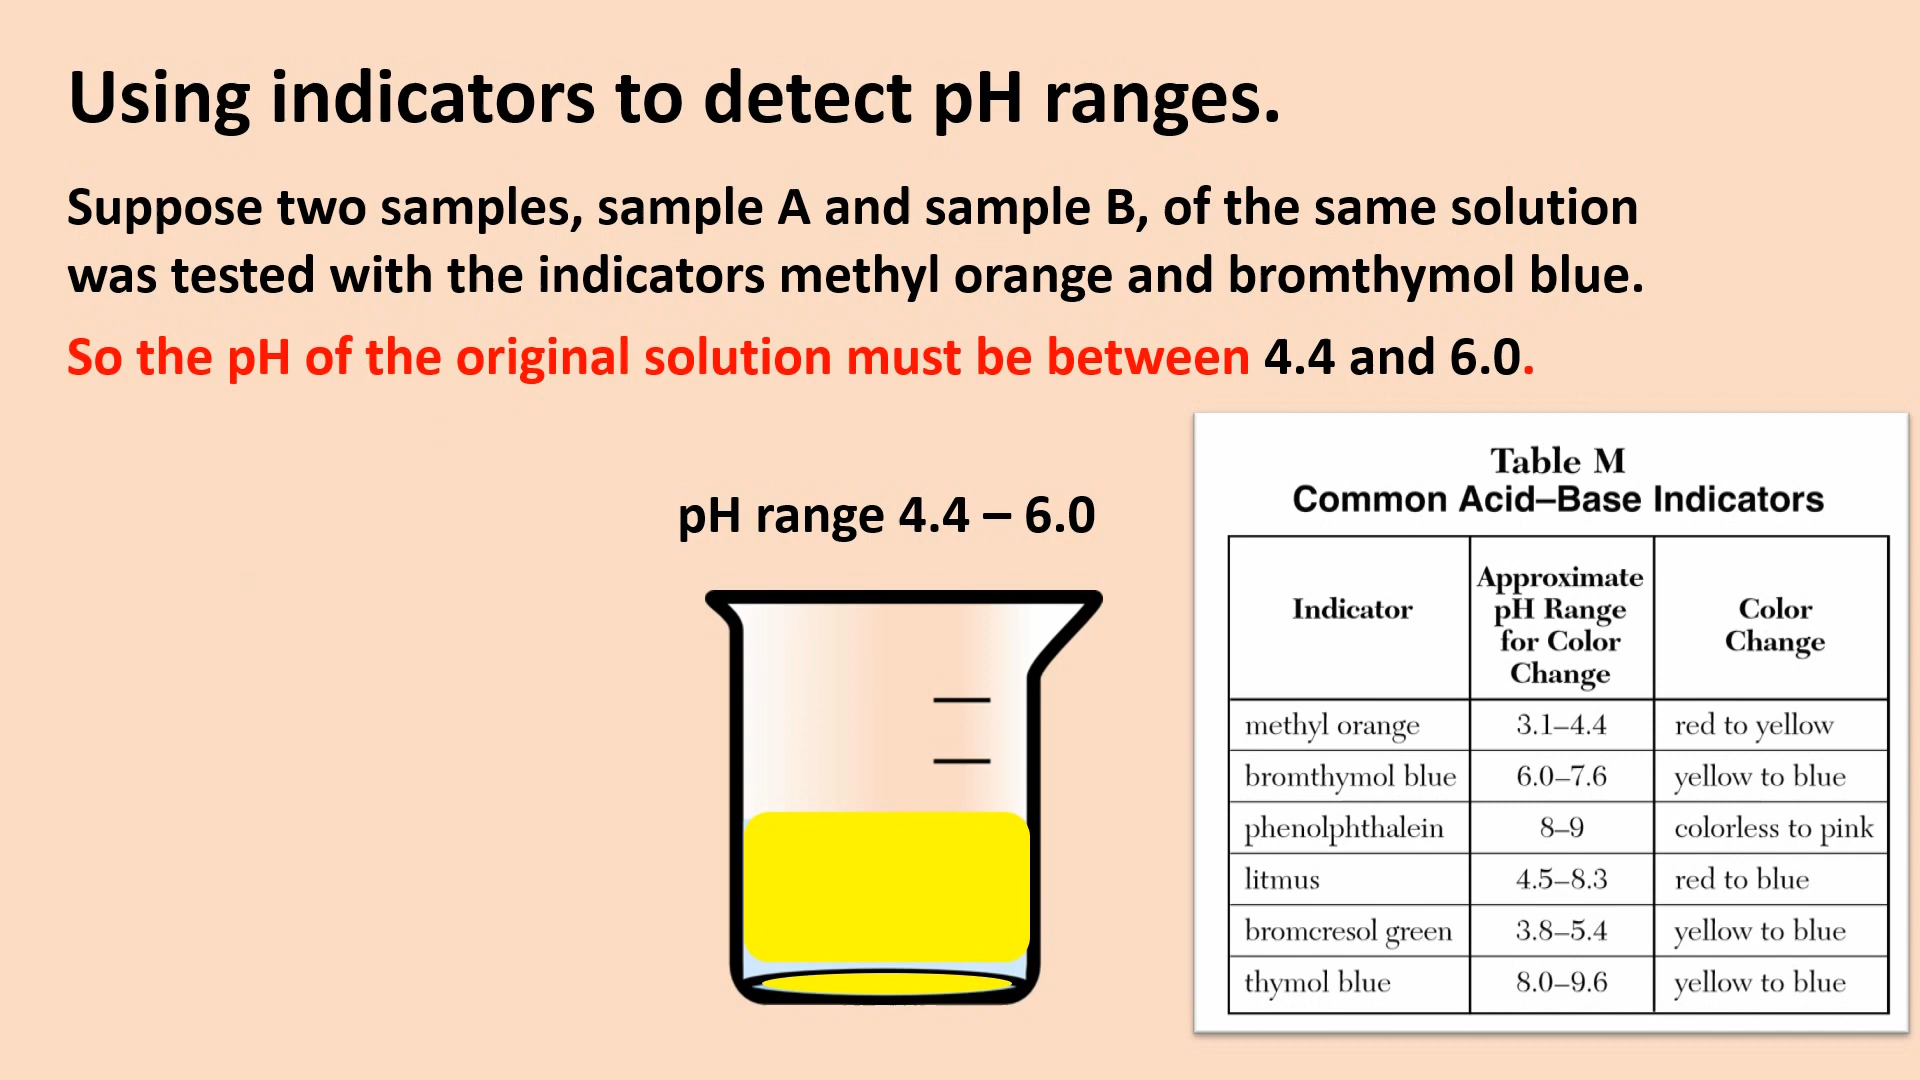 Using indicators to detect pH ranges.
Suppose two samples, sample A and sample B, of the same solution
was tested with the indicators methyl orange and bromthymol blue.
So the pH of the original solution must be between 4.4 and 6.0.
pH range 4.4 – 6.0
Table M
Common Acid–Base Indicators
Indicator
Approximate
pH Range
for Color
Change
Color
Change
methyl orange 3.1–4.4 red to yellow
bromthymol blue 6.0–7.6 yellow to blue
phenolphthalein 8–9 colorless to pink
litmus 4.5–8.3 red to blue
bromcresol green 3.8–5.4 yellow to blue
thymol blue 8.0–9.6 yellow to blue